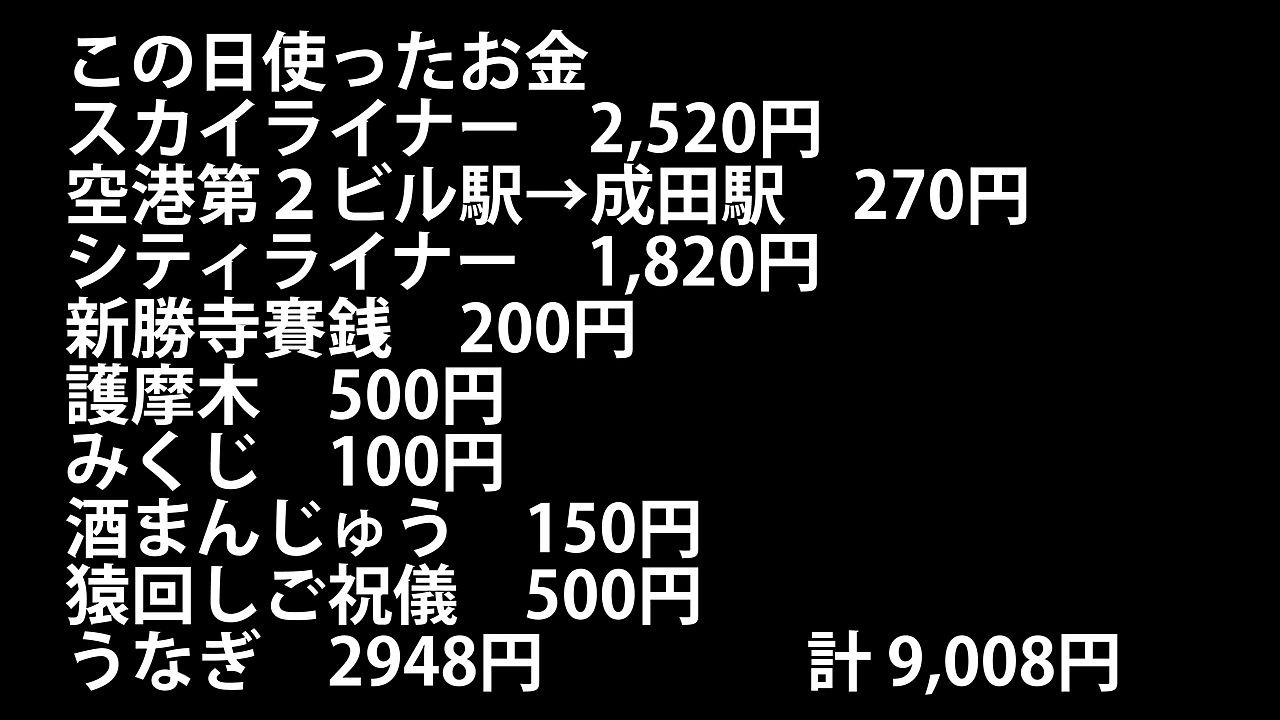 この日使ったお金
スカイライナー　2,520円
空港第２ビル駅→成田駅　270円
シティライナー　1,820円
新勝寺賽銭　200円
護摩木　500円
みくじ　100円
酒まんじゅう　150円
猿回しご祝儀　500円
うなぎ　2948円　　　　計 9,008円